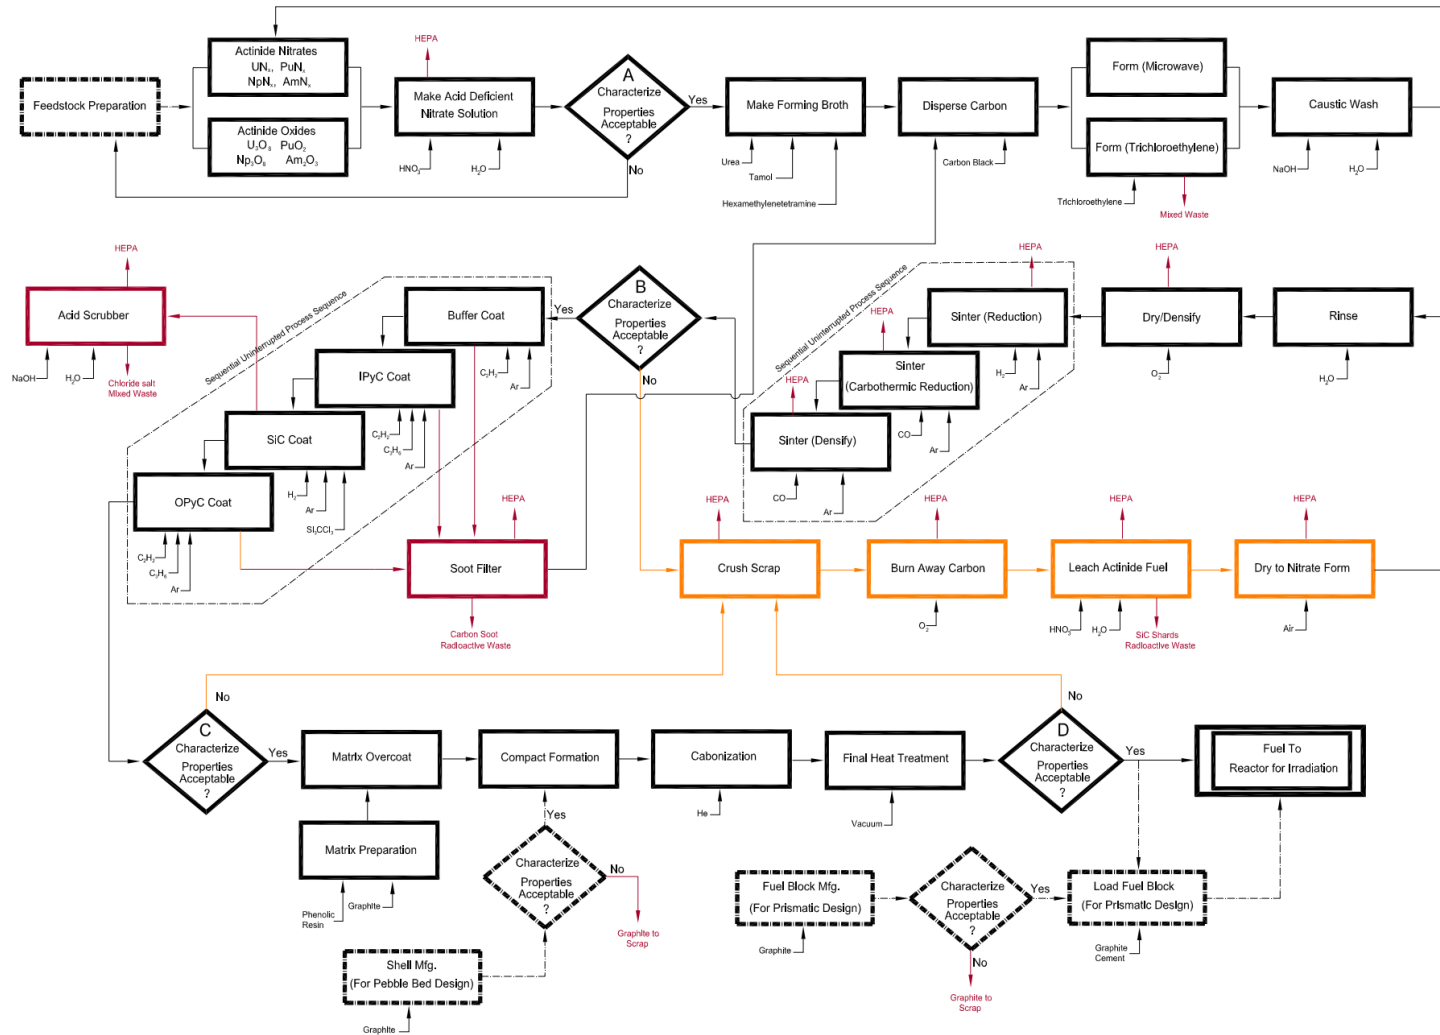 HEPA
Actinide Nitrates
UNₓ, PuNₓ
NpNₓ, AmNₓ
Feedstock Preparation
Actinide Oxides
U₃O₈ PuO₂
Np₃O₈ Am₂O₃
Make Acid Deficient
Nitrate Solution
HNO₃
H₂O
A
Characterize
Properties
Acceptable
?
Yes
No
Make Forming Broth
Urea
Tamol
Hexamethylenetetramine
Disperse Carbon
Carbon Black
Form (Microwave)
Form (Trichloroethylene)
Trichloroethylene
Mixed Waste
Caustic Wash
NaOH
H₂O
HEPA
Acid Scrubber
NaOH
H₂O
Chloride salt
Mixed Waste
Sequential Uninterrupted Process Sequence
Buffer Coat
C₂H₂
Ar
IPyC Coat
C₂H₂
C₃H₆
Ar
SiC Coat
H₂
Ar
Si₃CCl₃
OPyC Coat
C₂H₂
C₃H₆
Ar
B
Characterize
Properties
Acceptable
?
Yes
No
Sequential Uninterrupted Process Sequence
HEPA
Sinter (Reduction)
H₂
Ar
HEPA
Sinter
(Carbothermic Reduction)
CO
Ar
HEPA
Sinter (Densify)
CO
Ar
HEPA
Dry/Densify
O₂
Rinse
H₂O
HEPA
Soot Filter
Carbon Soot
Radioactive Waste
HEPA
Crush Scrap
HEPA
Burn Away Carbon
O₂
HEPA
Leach Actinide Fuel
HNO₃
H₂O
SiC Shards
Radioactive Waste
HEPA
Dry to Nitrate Form
Air
C
Characterize
Properties
Acceptable
?
No
Yes
Matrix Overcoat
Matrix Preparation
Phenolic
Resin
Graphite
Compact Formation
Yes
Characterize
Properties
Acceptable
?
No
Graphite to
Scrap
Shell Mfg.
(For Pebble Bed Design)
Graphite
Cabonization
He
Final Heat Treatment
Vacuum
D
Characterize
Properties
Acceptable
?
No
Yes
Fuel To
Reactor for Irradiation
Fuel Block Mfg.
(For Prismatic Design)
Graphite
Characterize
Properties
Acceptable
?
Yes
No
Graphite to
Scrap
Load Fuel Block
(For Prismatic Design)
Graphite
Cement